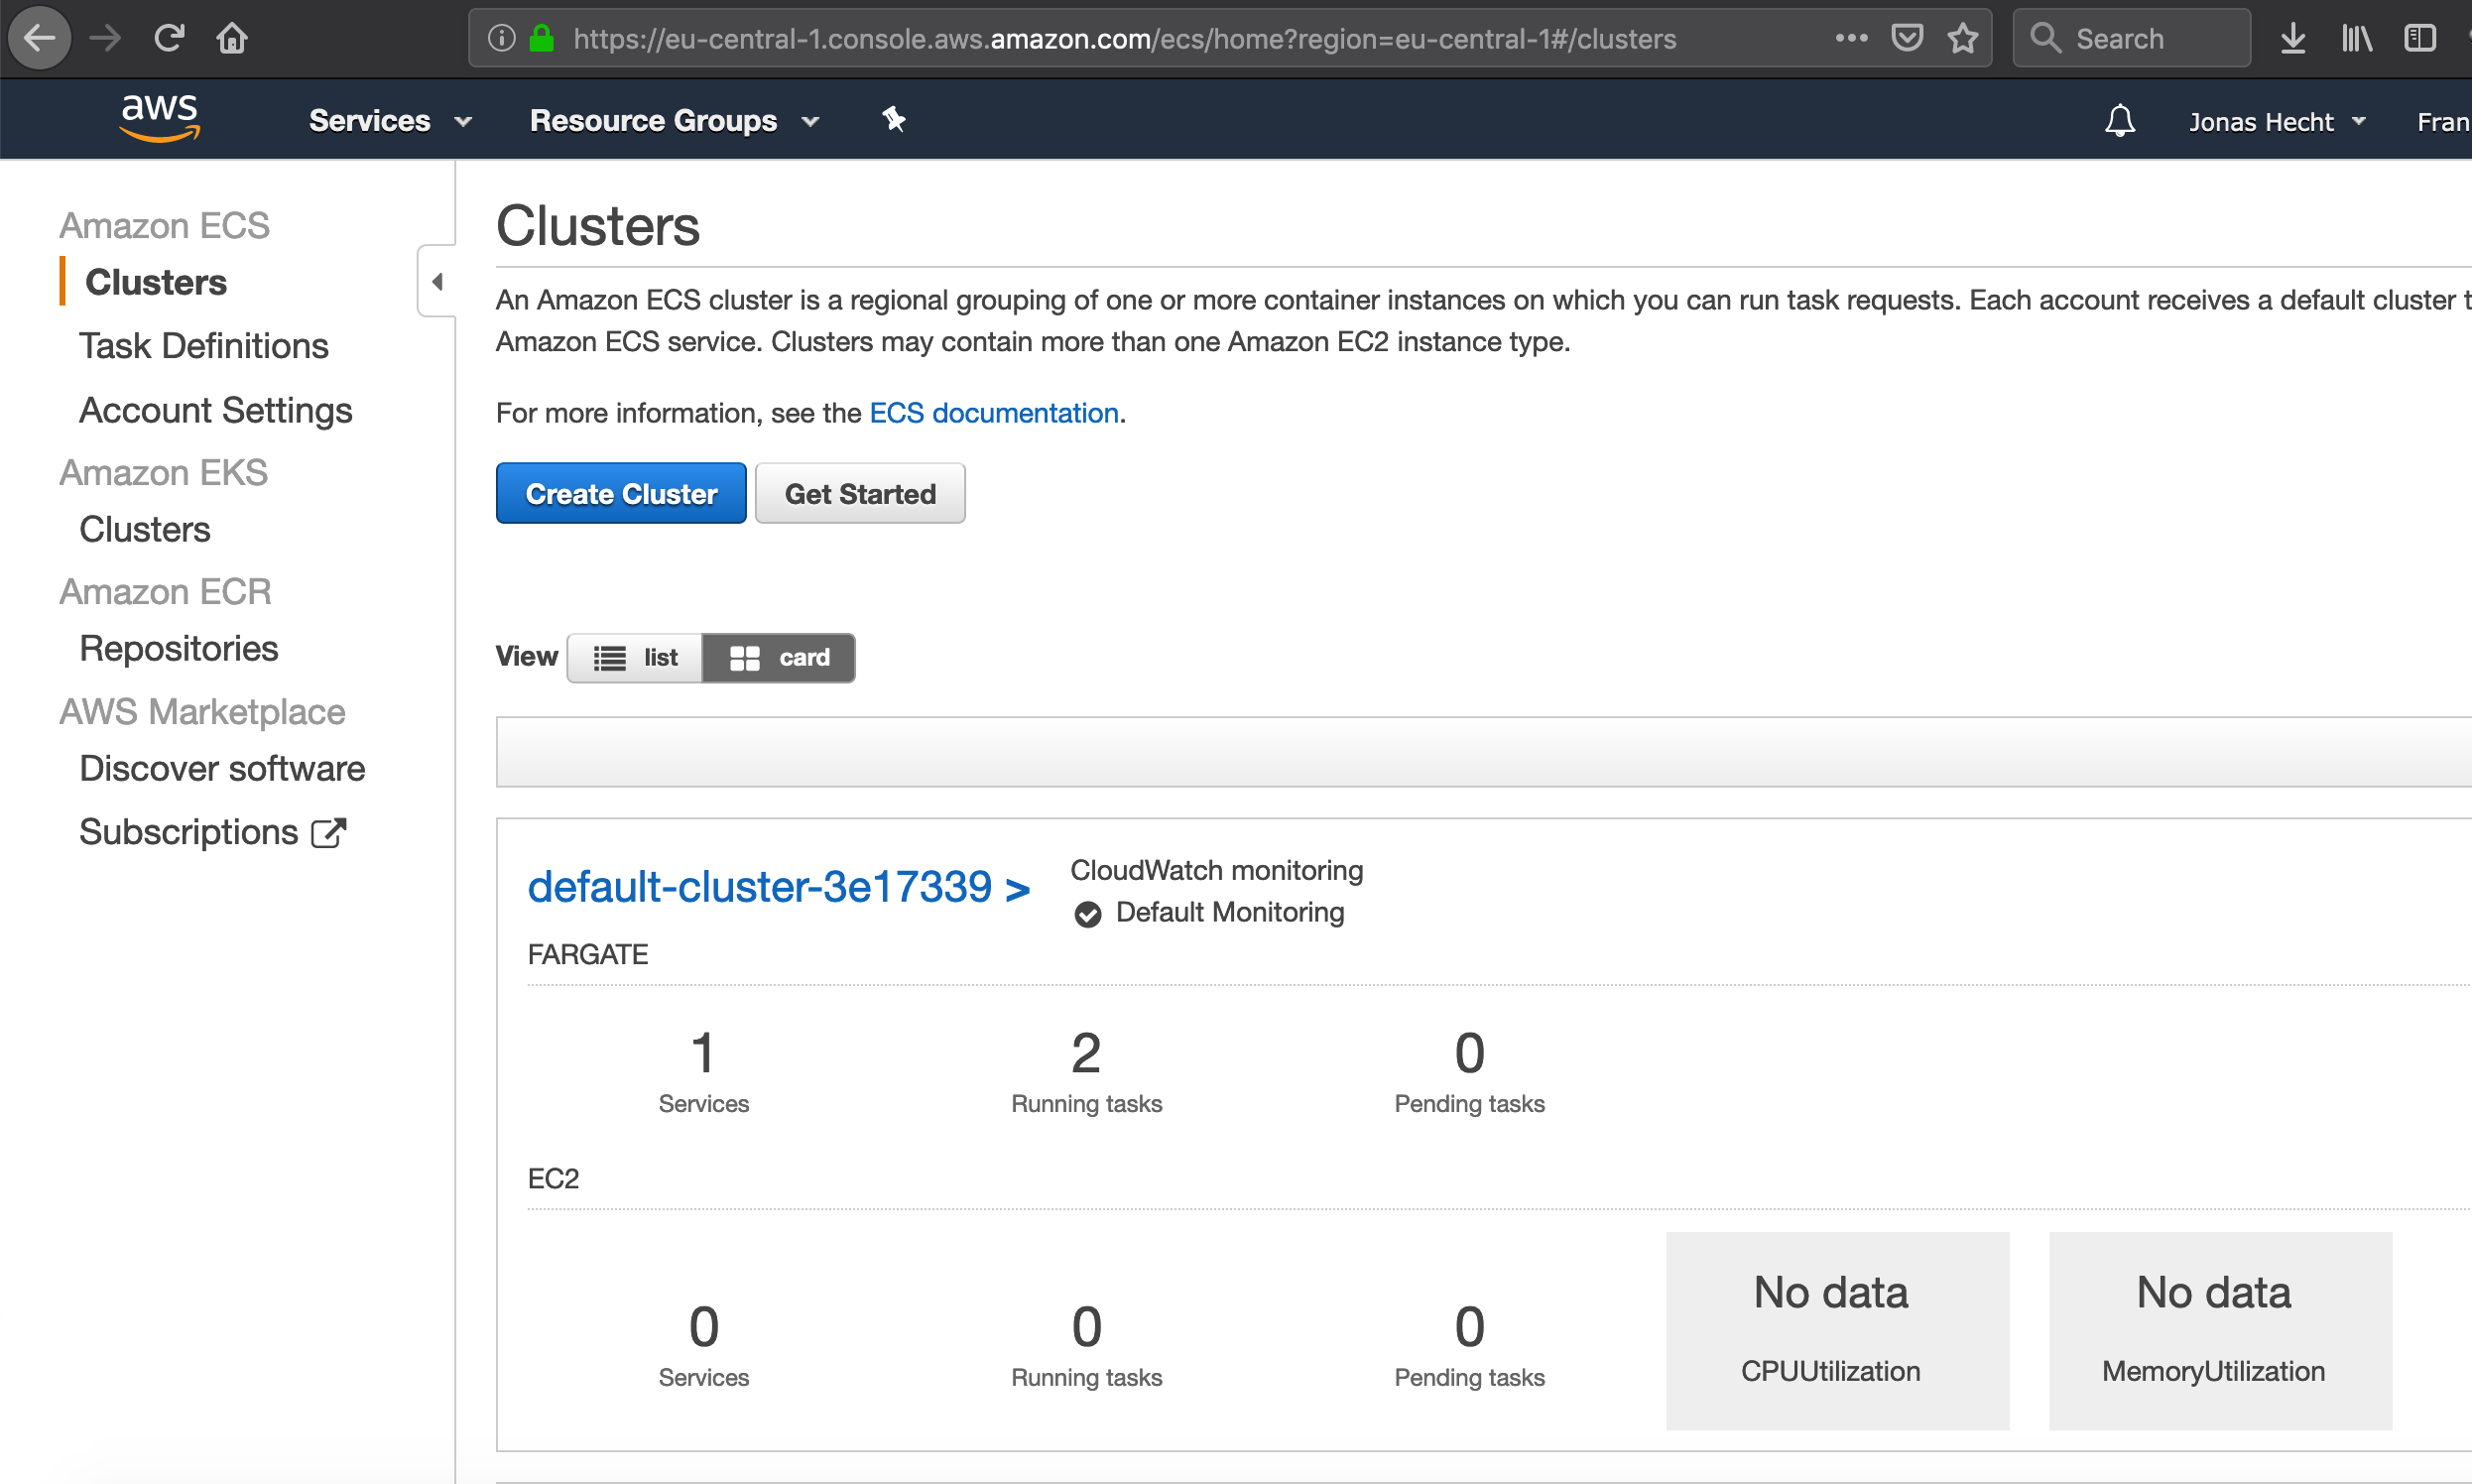 https://eu-central-1.console.aws.amazon.com/ecs/home?region=eu-central-1#/clusters
Search
aws
Services
Resource Groups
Jonas Hecht
Fran
Amazon ECS
Clusters
Task Definitions
Account Settings
Amazon EKS
Clusters
Amazon ECR
Repositories
AWS Marketplace
Discover software
Subscriptions
Clusters
An Amazon ECS cluster is a regional grouping of one or more container instances on which you can run task requests. Each account receives a default cluster t
Amazon ECS service. Clusters may contain more than one Amazon EC2 instance type.
For more information, see the ECS documentation.
Create Cluster
Get Started
View
list
card
default-cluster-3e17339 >
CloudWatch monitoring
Default Monitoring
FARGATE
1
Services
2
Running tasks
0
Pending tasks
EC2
0
Services
0
Running tasks
0
Pending tasks
No data
CPUUtilization
No data
MemoryUtilization